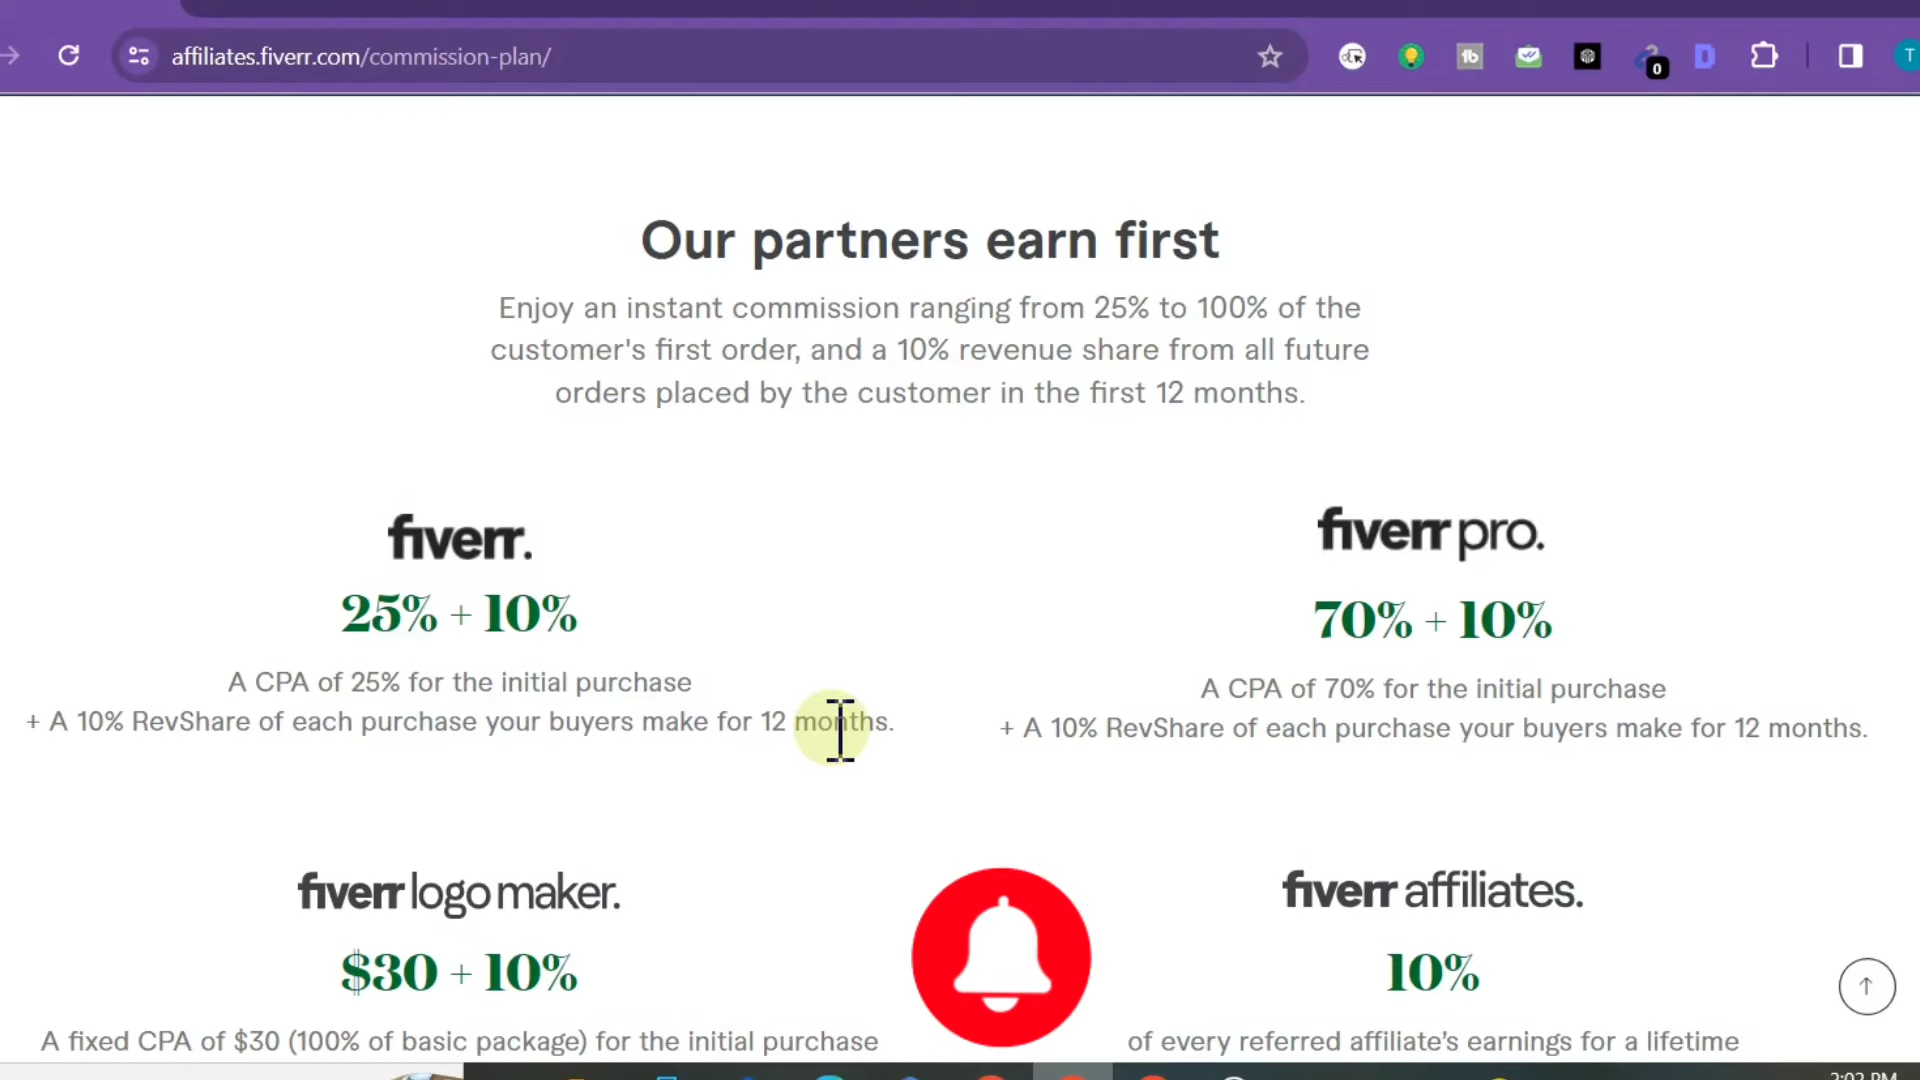 affiliates.fiverr.com/commission-plan/
0
T
Our partners earn first
Enjoy an instant commission ranging from 25% to 100% of the
customer's first order, and a 10% revenue share from all future
orders placed by the customer in the first 12 months.
fiverr.
25% + 10%
A CPA of 25% for the initial purchase
+ A 10% RevShare of each purchase your buyers make for 12 months.
fiverr pro.
70% + 10%
A CPA of 70% for the initial purchase
+ A 10% RevShare of each purchase your buyers make for 12 months.
fiverr logo maker.
$30 + 10%
A fixed CPA of $30 (100% of basic package) for the initial purchase
fiverr affiliates.
10%
of every referred affiliate's earnings for a lifetime
2:02 PM